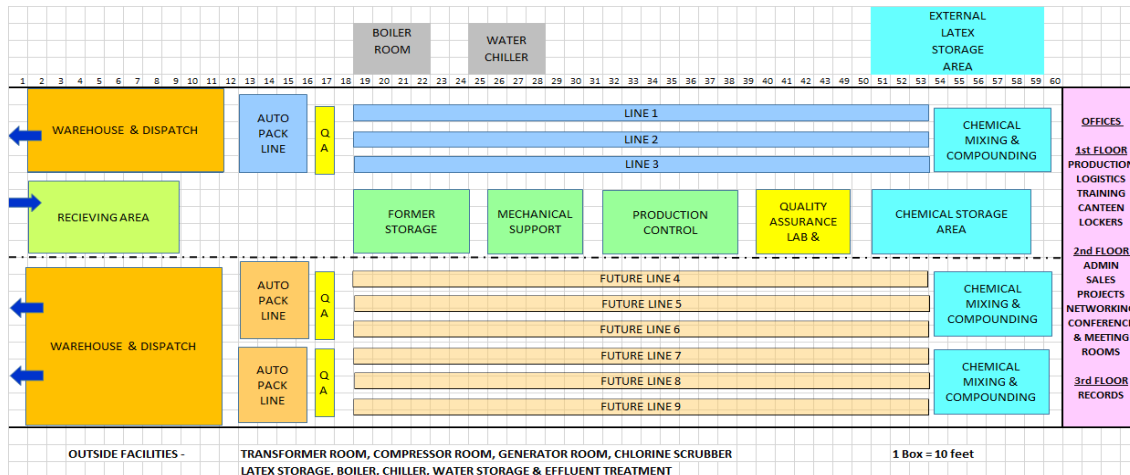 BOILER
ROOM
WATER
CHILLER
EXTERNAL
LATEX
STORAGE
AREA
1 2 3 4 5 6 7 8 9 10 11 12 13 14 15 16 17 18 19 20 21 22 23 24 25 26 27 28 29 30 31 32 33 34 35 36 37 38 39 40 41 42 43 44 45 46 47 48 49 50 51 52 53 54 55 56 57 58 59 60
WAREHOUSE & DISPATCH
AUTO
PACK
LINE
Q
A
LINE 1
LINE 2
LINE 3
CHEMICAL
MIXING &
COMPOUNDING
RECIEVING AREA
FORMER
STORAGE
MECHANICAL
SUPPORT
PRODUCTION
CONTROL
QUALITY
ASSURANCE
LAB &
CHEMICAL STORAGE
AREA
WAREHOUSE & DISPATCH
AUTO
PACK
LINE
Q
A
FUTURE LINE 4
FUTURE LINE 5
FUTURE LINE 6
CHEMICAL
MIXING &
COMPOUNDING
AUTO
PACK
LINE
Q
A
FUTURE LINE 7
FUTURE LINE 8
FUTURE LINE 9
CHEMICAL
MIXING &
COMPOUNDING
OFFICES
1st FLOOR
PRODUCTION
LOGISTICS
TRAINING
CANTEEN
LOCKERS
2nd FLOOR
ADMIN
SALES
PROJECTS
NETWORKING
CONFERENCE
& MEETING
ROOMS
3rd FLOOR
RECORDS
OUTSIDE FACILITIES - TRANSFORMER ROOM, COMPRESSOR ROOM, GENERATOR ROOM, CHLORINE SCRUBBER
LATEX STORAGE, BOILER, CHILLER, WATER STORAGE & EFFLUENT TREATMENT
1 Box = 10 feet